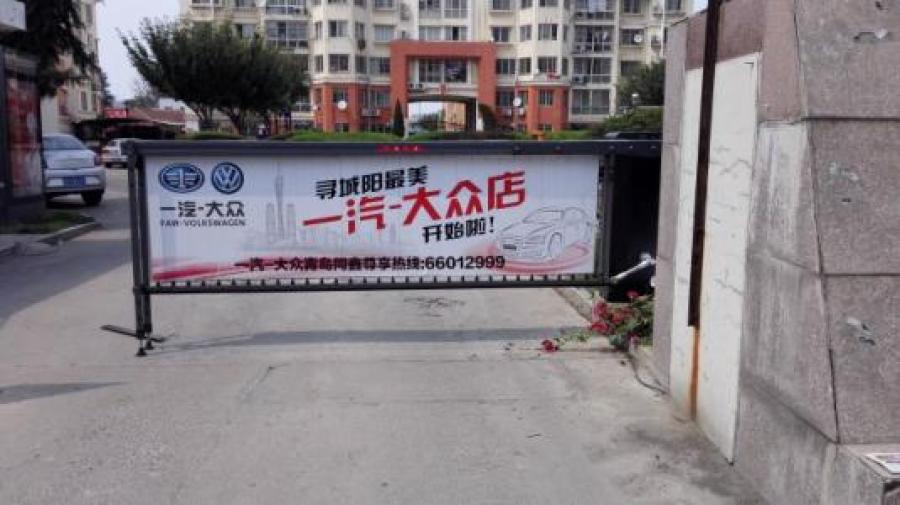 一汽-大众
FAW-VOLKSWAGEN
寻城阳最美
一汽-大众店
开始啦！
一汽-大众青岛同鑫尊享热线:66012999